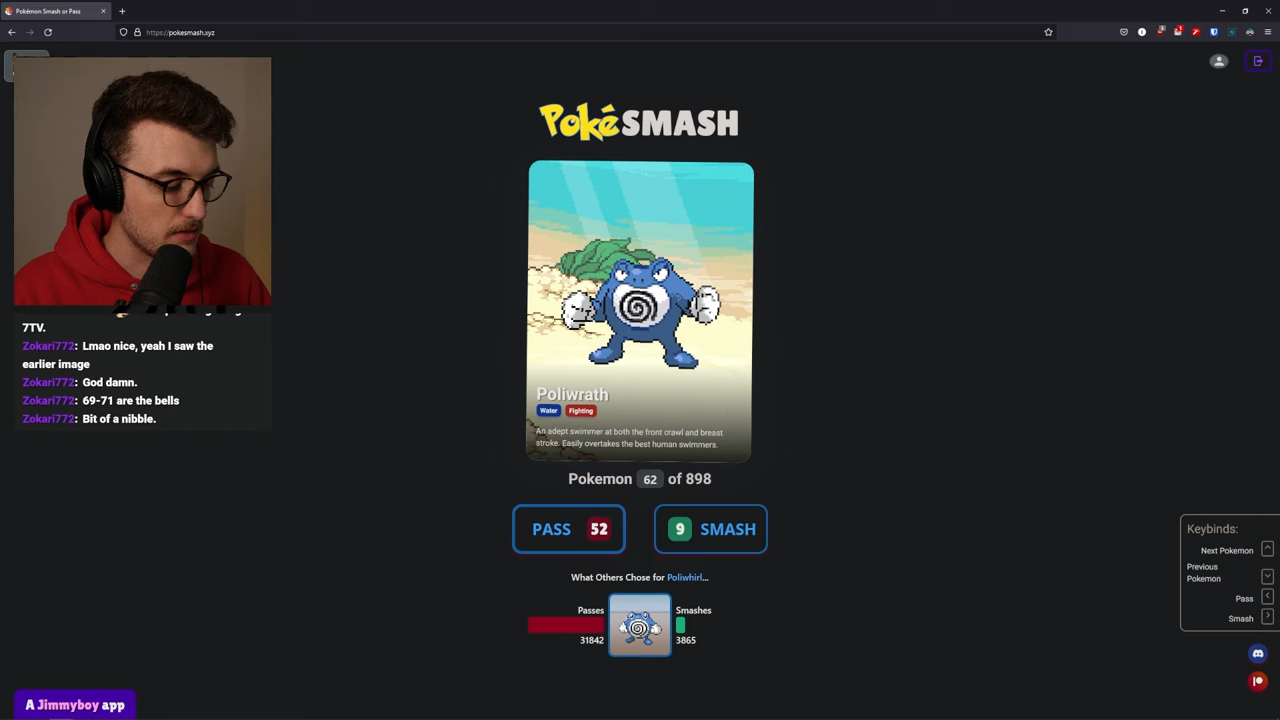 Pokémon Smash or Pass
https://pokesmash.xyz
Poké SMASH
7TV.
Zokari772: Lmao nice, yeah I saw the
earlier image
Zokari772: God damn.
Zokari772: 69-71 are the bells
Zokari772: Bit of a nibble.
Poliwrath
Water Fighting
An adept swimmer at both the front crawl and breast
stroke. Easily overtakes the best human swimmers.
Pokemon 62 of 898
PASS 52
9 SMASH
What Others Chose for Poliwhirl...
Passes
31842
Smashes
3865
Keybinds:
Next Pokemon
Previous
Pokemon
Pass
Smash
A Jimmyboy app